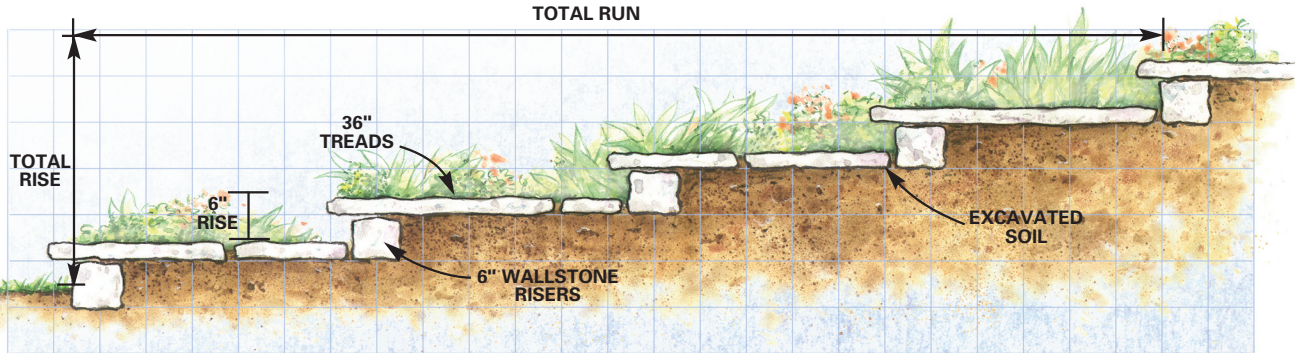 TOTAL RUN
36"
TREADS
TOTAL
RISE
6"
RISE
EXCAVATED
SOIL
6" WALLSTONE
RISERS